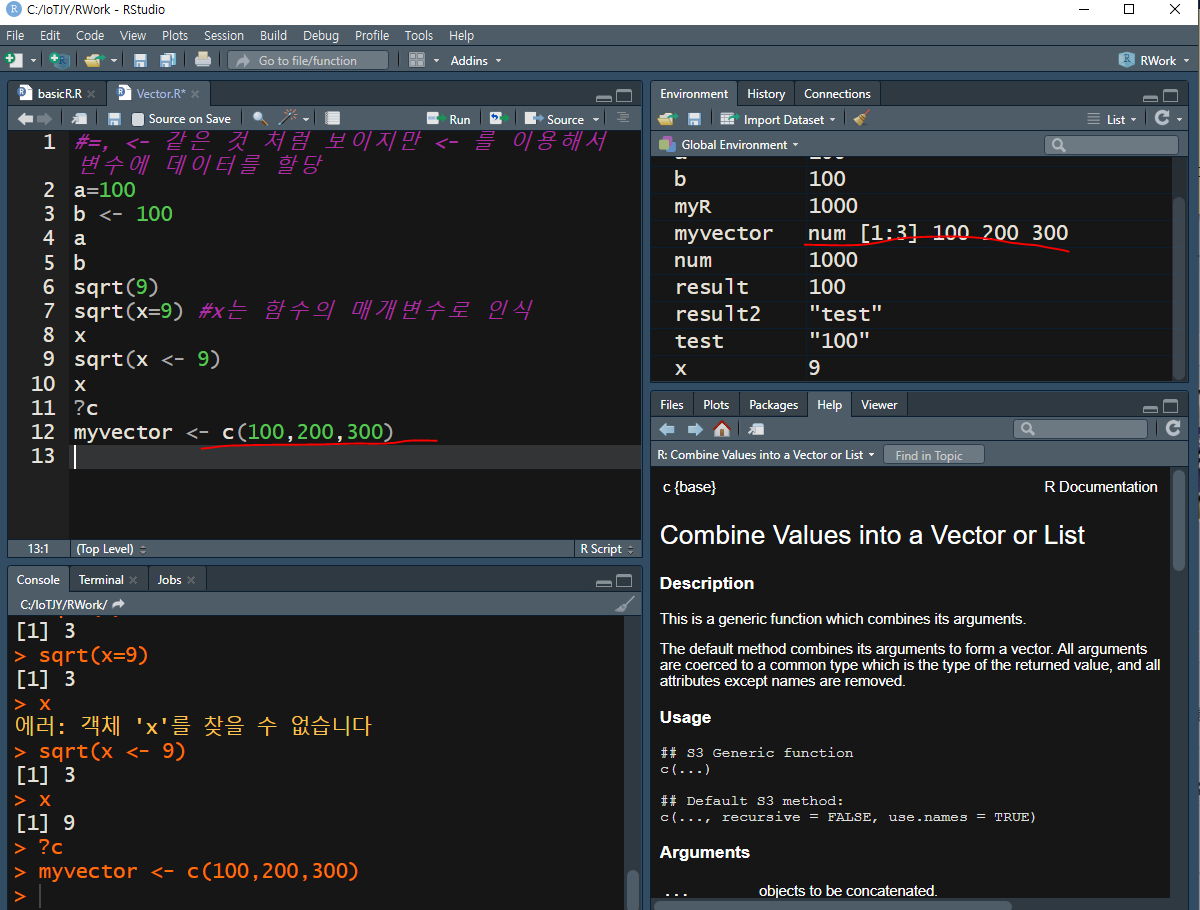 C:/IoTJY/RWork - RStudio
File Edit Code View Plots Session Build Debug Profile Tools Help
Go to file/function Addins RWork
basicR.R Vector.R*
Source on Save Run Source
1 #=, <- 같은 것 처럼 보이지만 <- 를 이용해서
변수에 데이터를 할당
2 a=100
3 b <- 100
4 a
5 b
6 sqrt(9)
7 sqrt(x=9) #x는 함수의 매개변수로 인식
8 x
9 sqrt(x <- 9)
10 x
11 ?c
12 myvector <- c(100,200,300)
13
13:1 (Top Level) R Script
Console Terminal Jobs
C:/IoTJY/RWork/
[1] 3
> sqrt(x=9)
[1] 3
> x
에러: 객체 'x'를 찾을 수 없습니다
> sqrt(x <- 9)
[1] 3
> x
[1] 9
> ?c
> myvector <- c(100,200,300)
>
Environment History Connections
Import Dataset List
Global Environment
b 100
myR 1000
myvector num [1:3] 100 200 300
num 1000
result 100
result2 "test"
test "100"
x 9
Files Plots Packages Help Viewer
R: Combine Values into a Vector or List Find in Topic
c {base} R Documentation
Combine Values into a Vector or List
Description
This is a generic function which combines its arguments.
The default method combines its arguments to form a vector. All arguments
are coerced to a common type which is the type of the returned value, and all
attributes except names are removed.
Usage
## S3 Generic function
c(...)
## Default S3 method:
c(..., recursive = FALSE, use.names = TRUE)
Arguments
... objects to be concatenated.